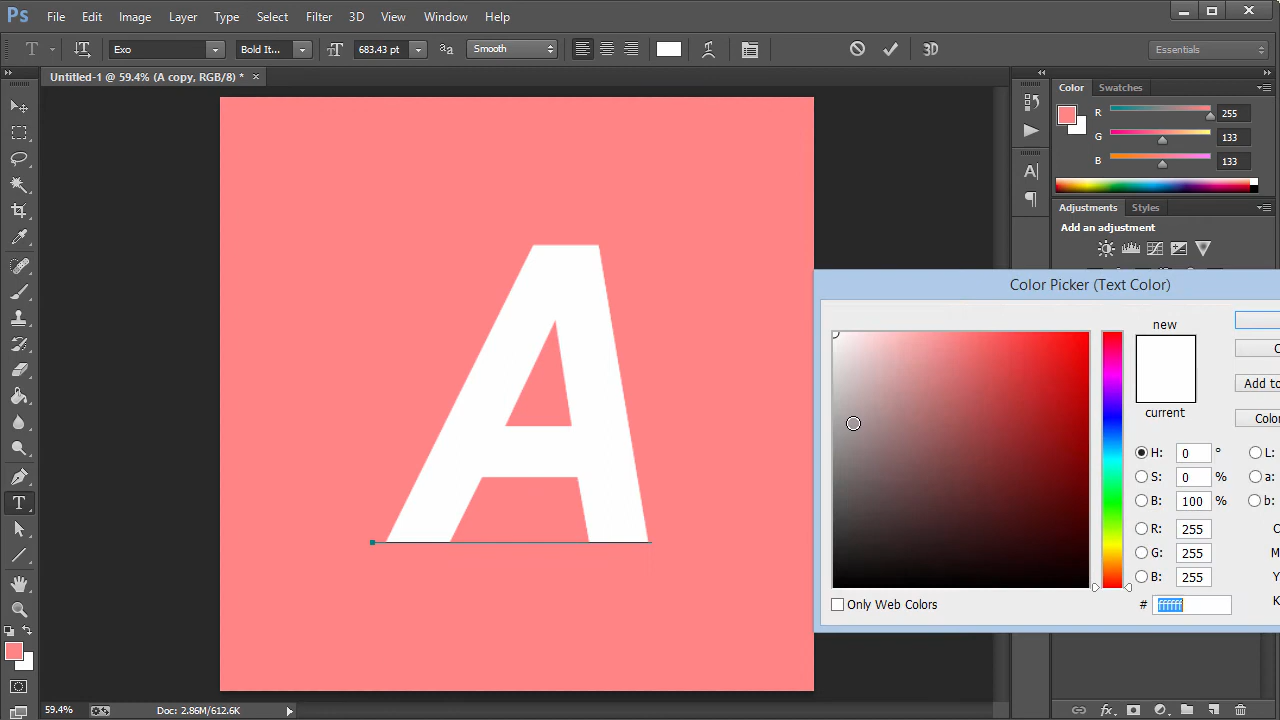 Ps File Edit Image Layer Type Select Filter 3D View Window Help
T Exo Bold It... 683.43 pt aa Smooth 3D Essentials
Untitled-1 @ 59.4% (A copy, RGB/8) * ×
Color Swatches
R 255
G 133
B 133
Adjustments Styles
Add an adjustment
A
Color Picker (Text Color)
new
current
Add to
Color
H: 0 °
S: 0 %
B: 100 %
R: 255
G: 255
B: 255
# ffffff
L:
a:
b:
C
M
Y
K
Only Web Colors
59.4% Doc: 2.86M/612.6K